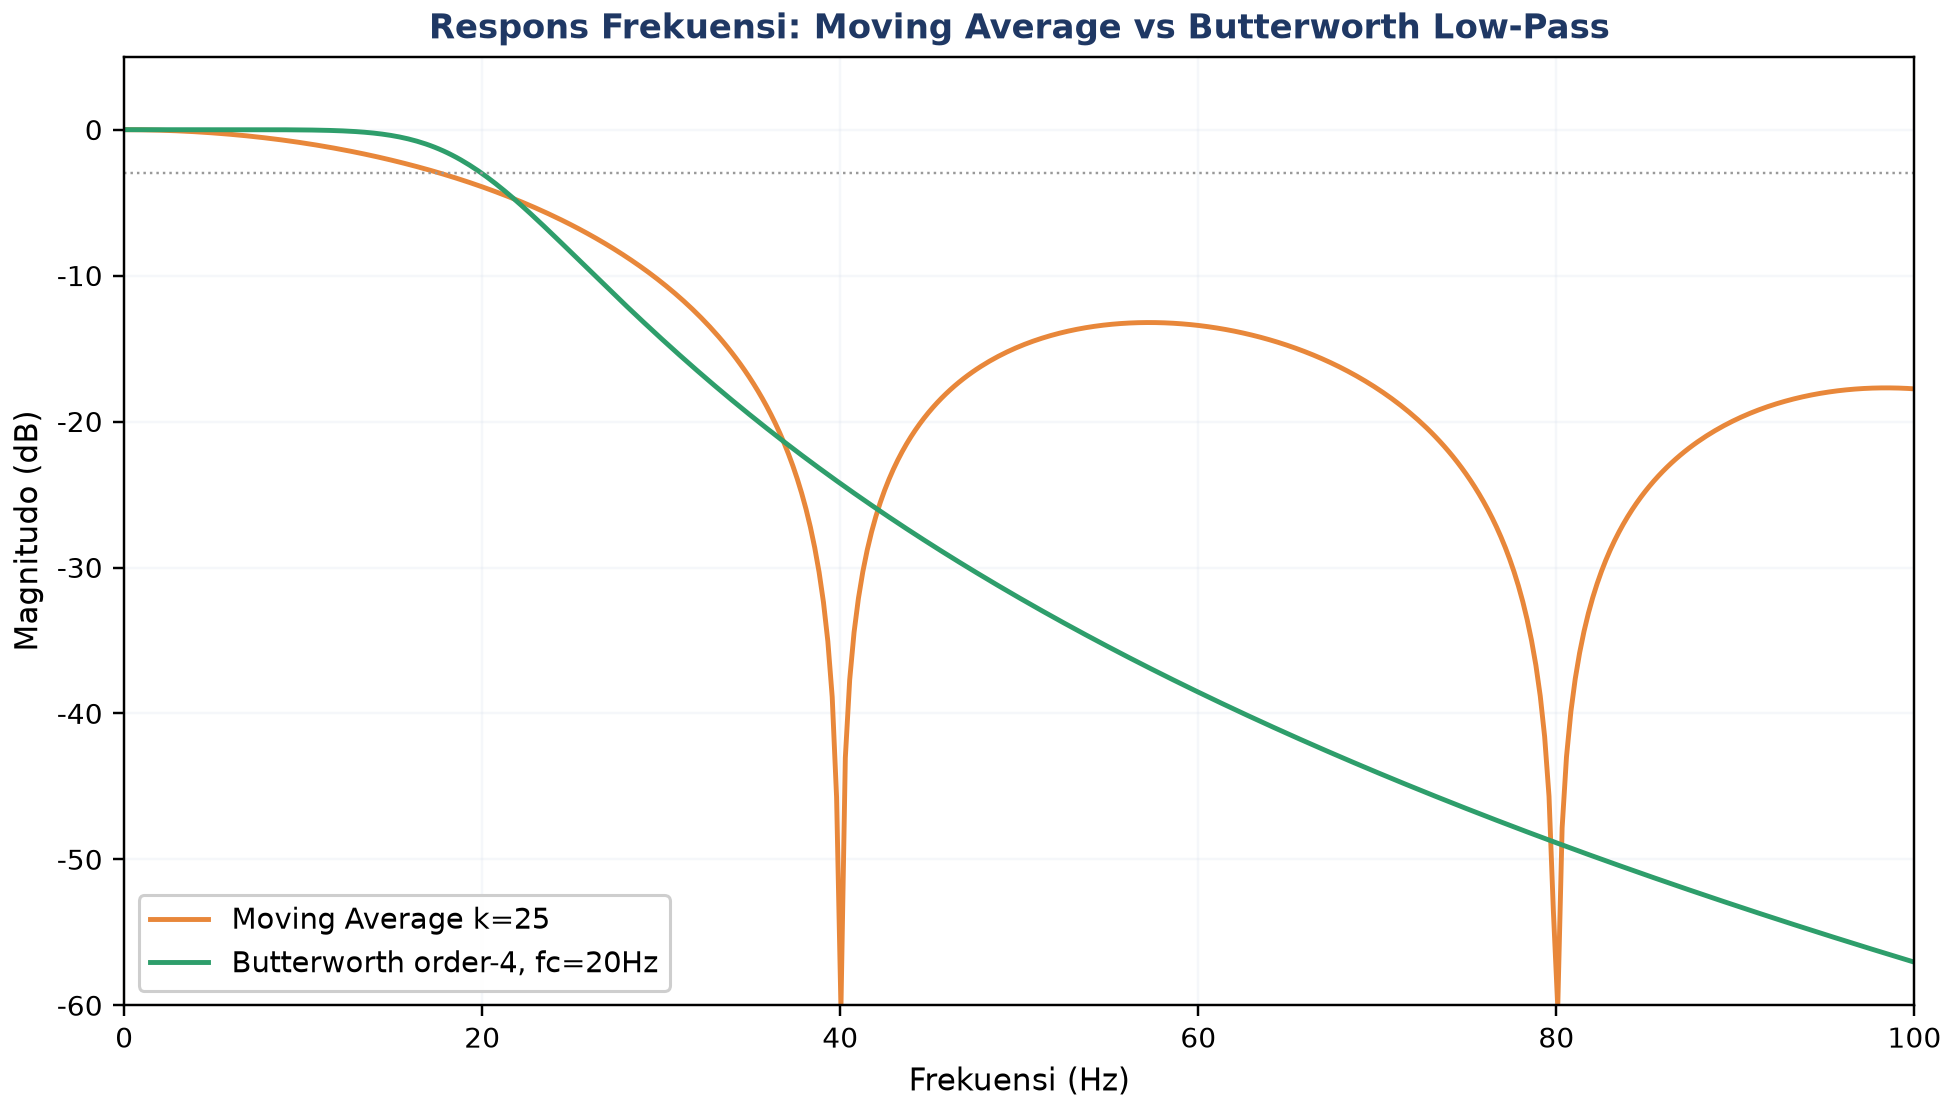 Respons Frekuensi: Moving Average vs Butterworth Low-Pass
Magnitudo (dB)
0
-10
-20
-30
-40
-50
-60
Moving Average k=25
Butterworth order-4, fc=20Hz
0 20 40 60 80 100
Frekuensi (Hz)